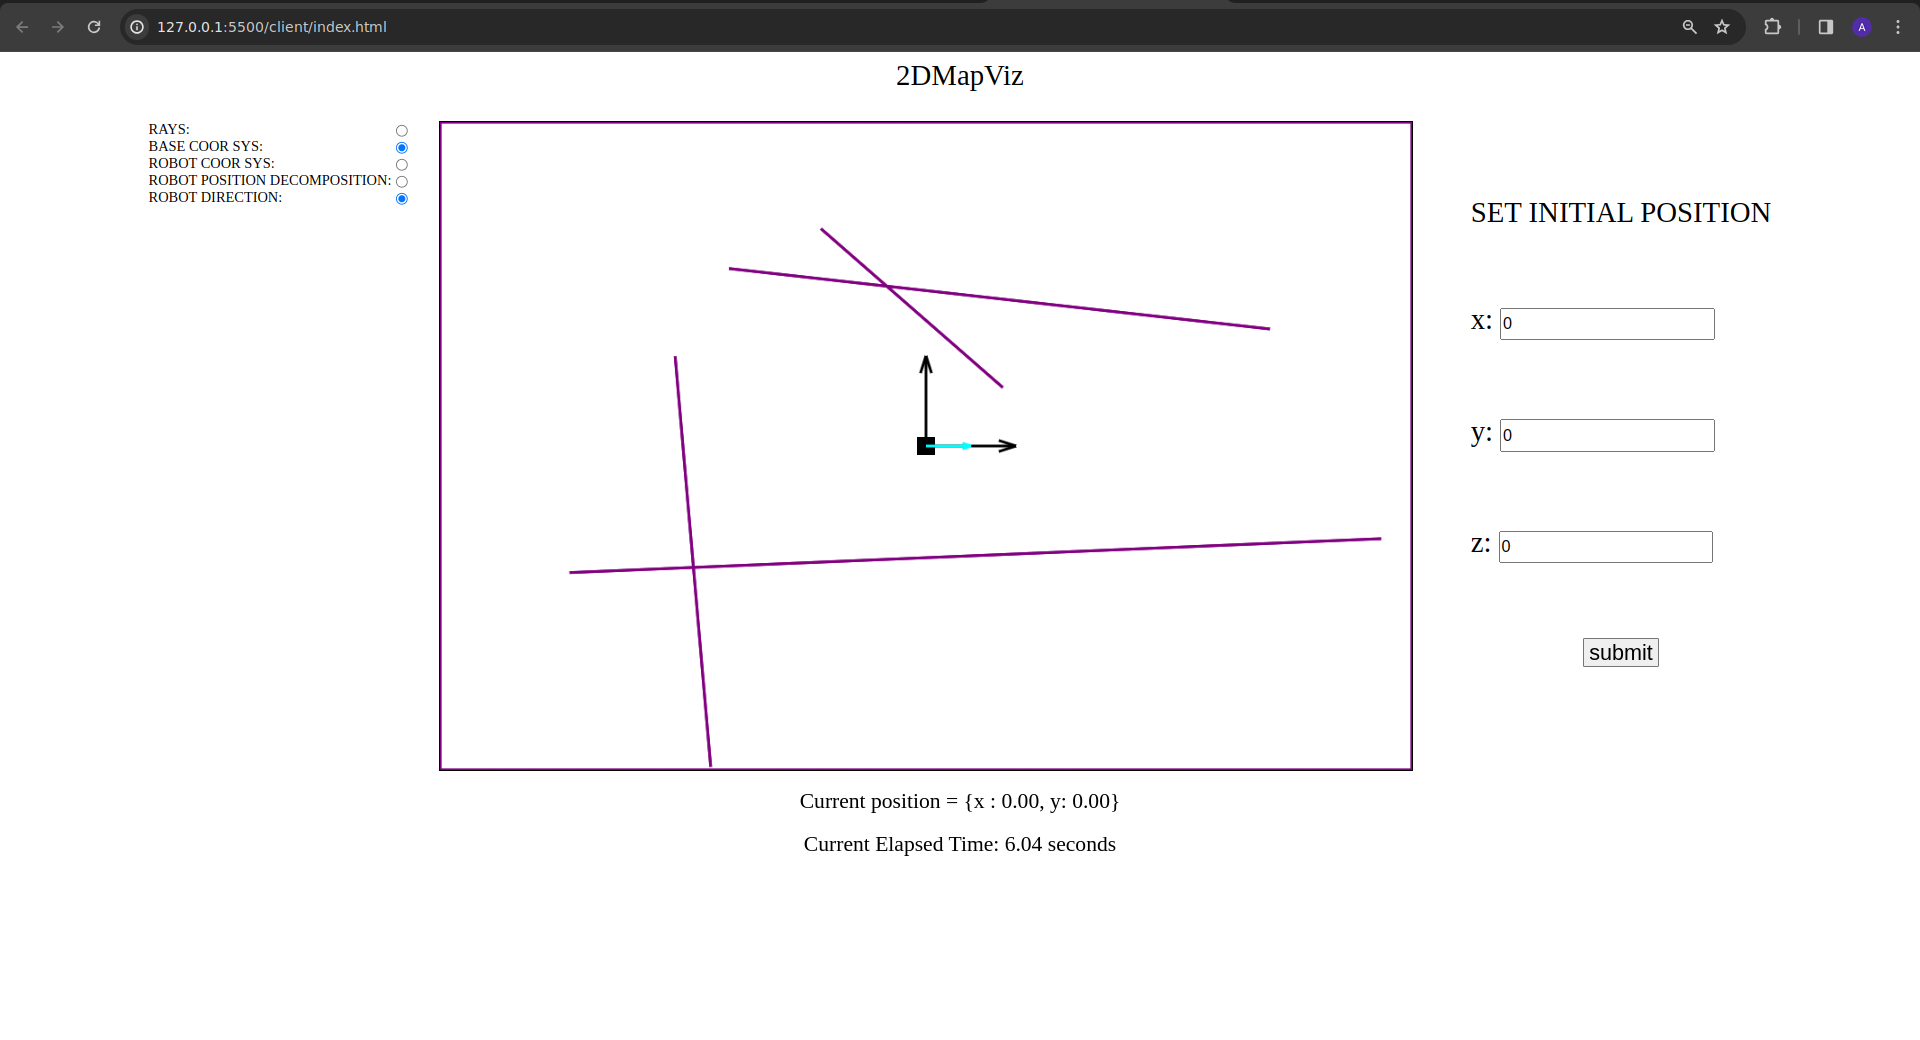 127.0.0.1:5500/client/index.html
A
2DMapViz
RAYS:
BASE COOR SYS:
ROBOT COOR SYS:
ROBOT POSITION DECOMPOSITION:
ROBOT DIRECTION:
SET INITIAL POSITION
x: 0
y: 0
z: 0
submit
Current position = {x : 0.00, y: 0.00}
Current Elapsed Time: 6.04 seconds